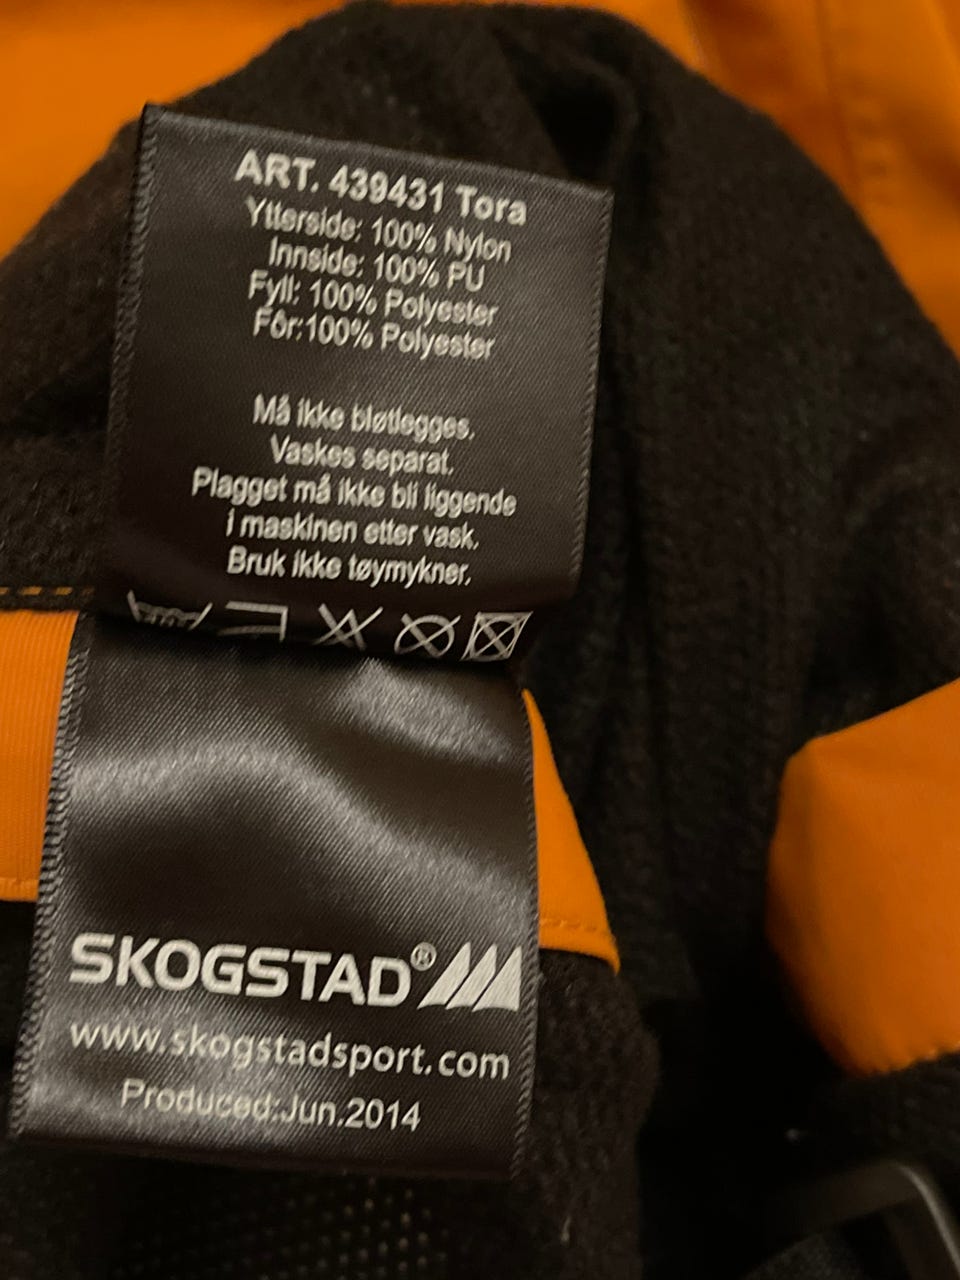 ART. 439431 Tora
Ytterside: 100% Nylon
Innside: 100% PU
Fyll: 100% Polyester
Fôr:100% Polyester
Må ikke bløtlegges.
Vaskes separat.
Plagget må ikke bli liggende
i maskinen etter vask.
Bruk ikke tøymykner.
SKOGSTAD®
www.skogstadsport.com
Produced:Jun.2014